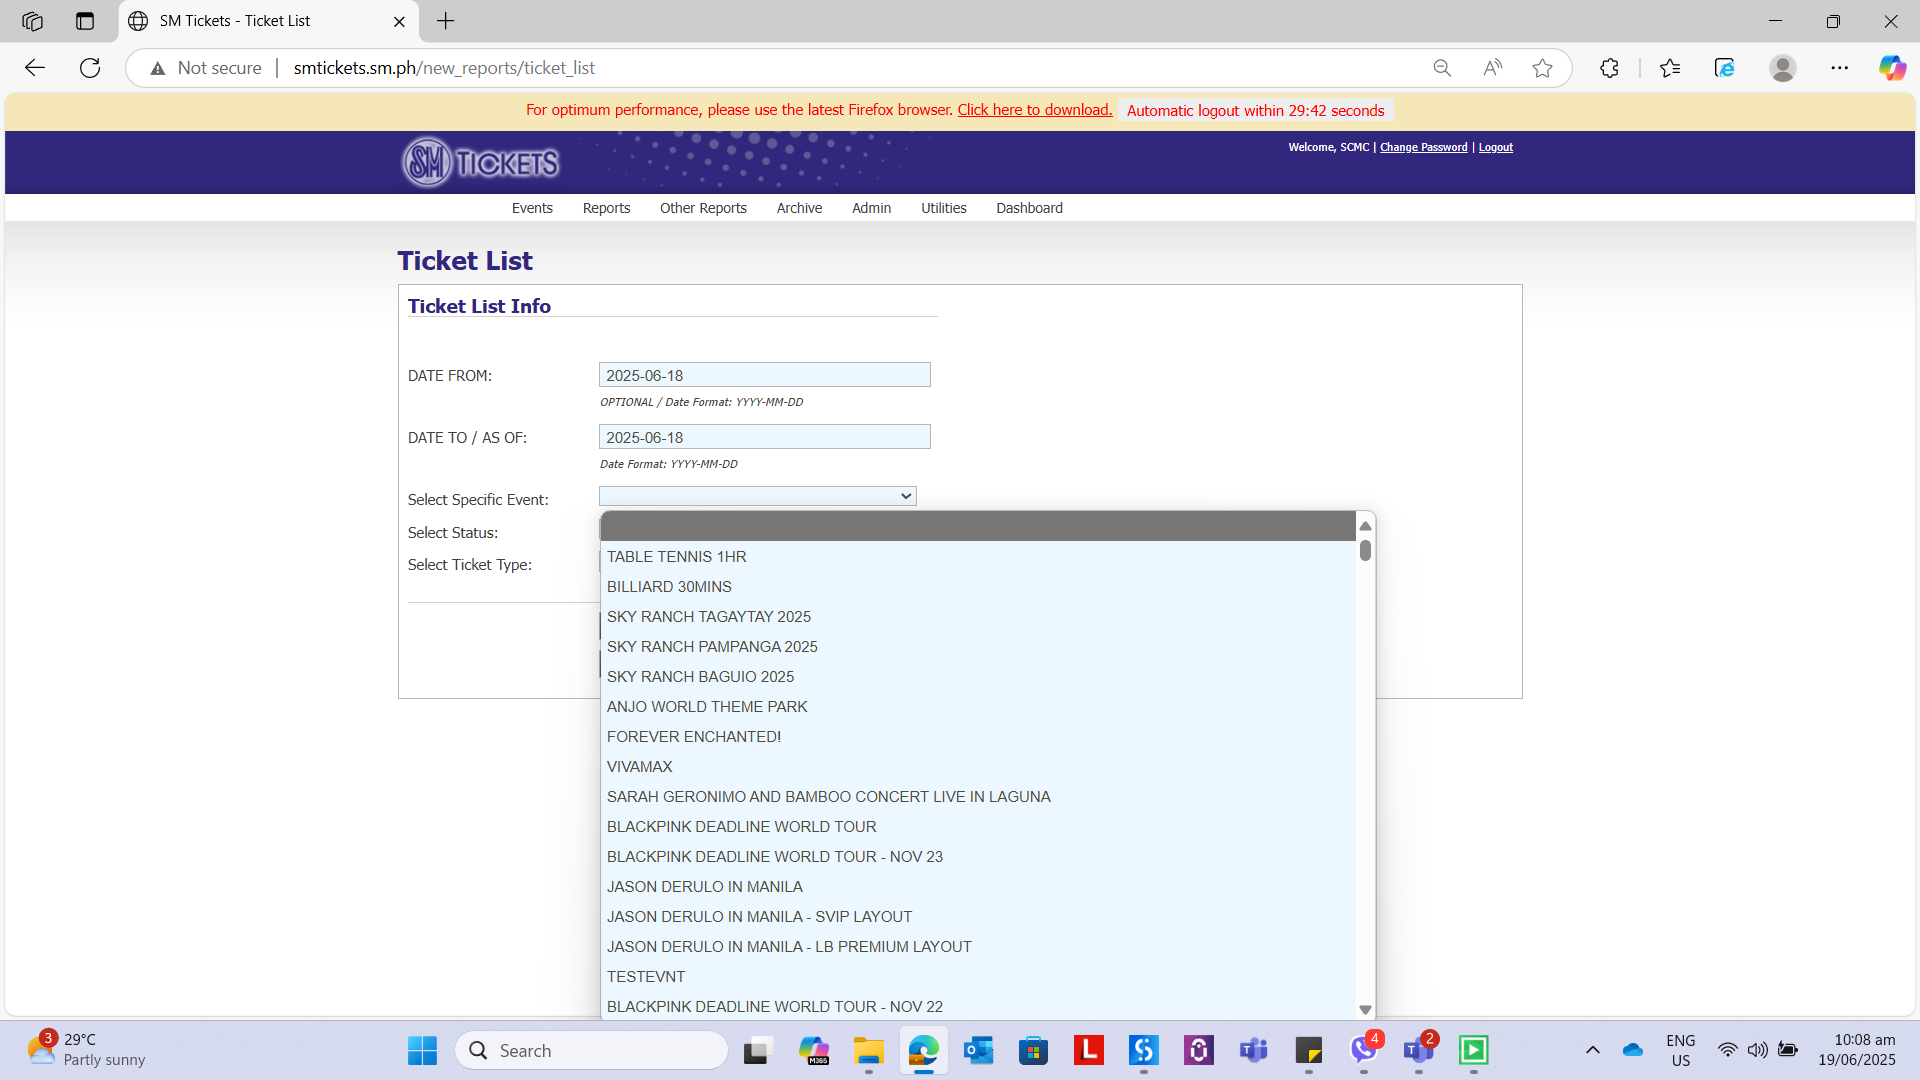 SM Tickets - Ticket List
Not secure
smtickets.sm.ph/new_reports/ticket_list
For optimum performance, please use the latest Firefox browser. Click here to download. Automatic logout within 29:42 seconds
SM TICKETS
Welcome, SCMC | Change Password | Logout
Events Reports Other Reports Archive Admin Utilities Dashboard
Ticket List
Ticket List Info
DATE FROM: 2025-06-18
OPTIONAL / Date Format: YYYY-MM-DD
DATE TO / AS OF: 2025-06-18
Date Format: YYYY-MM-DD
Select Specific Event:
Select Status:
Select Ticket Type:
TABLE TENNIS 1HR
BILLIARD 30MINS
SKY RANCH TAGAYTAY 2025
SKY RANCH PAMPANGA 2025
SKY RANCH BAGUIO 2025
ANJO WORLD THEME PARK
FOREVER ENCHANTED!
VIVAMAX
SARAH GERONIMO AND BAMBOO CONCERT LIVE IN LAGUNA
BLACKPINK DEADLINE WORLD TOUR
BLACKPINK DEADLINE WORLD TOUR - NOV 23
JASON DERULO IN MANILA
JASON DERULO IN MANILA - SVIP LAYOUT
JASON DERULO IN MANILA - LB PREMIUM LAYOUT
TESTEVNT
BLACKPINK DEADLINE WORLD TOUR - NOV 22
3
29°C
Partly sunny
Search
M365
L
4
2
ENG
US
10:08 am
19/06/2025